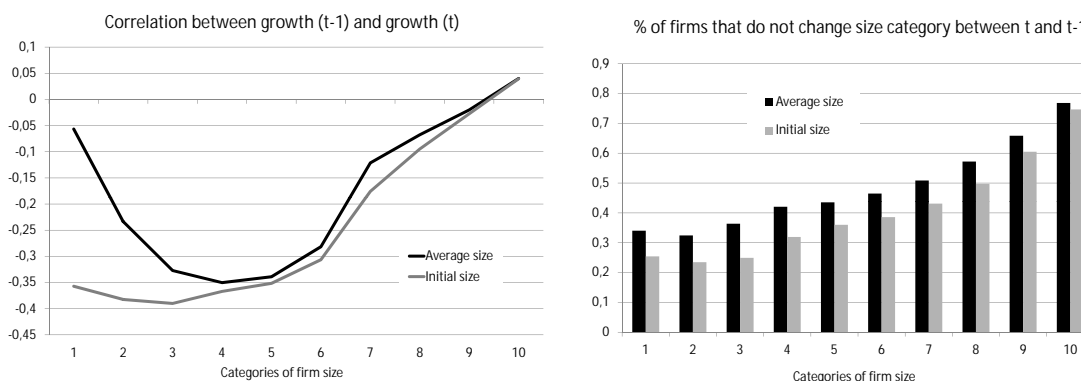 Correlation between growth (t-1) and growth (t)
0,1
0,05
0
-0,05
-0,1
-0,15
-0,2
-0,25
-0,3
-0,35
-0,4
-0,45
Average size
Initial size
1 2 3 4 5 6 7 8 9 10
Categories of firm size
% of firms that do not change size category between t and t-1
0,9
0,8
0,7
0,6
0,5
0,4
0,3
0,2
0,1
0
Average size
Initial size
1 2 3 4 5 6 7 8 9 10
Categories of firm size